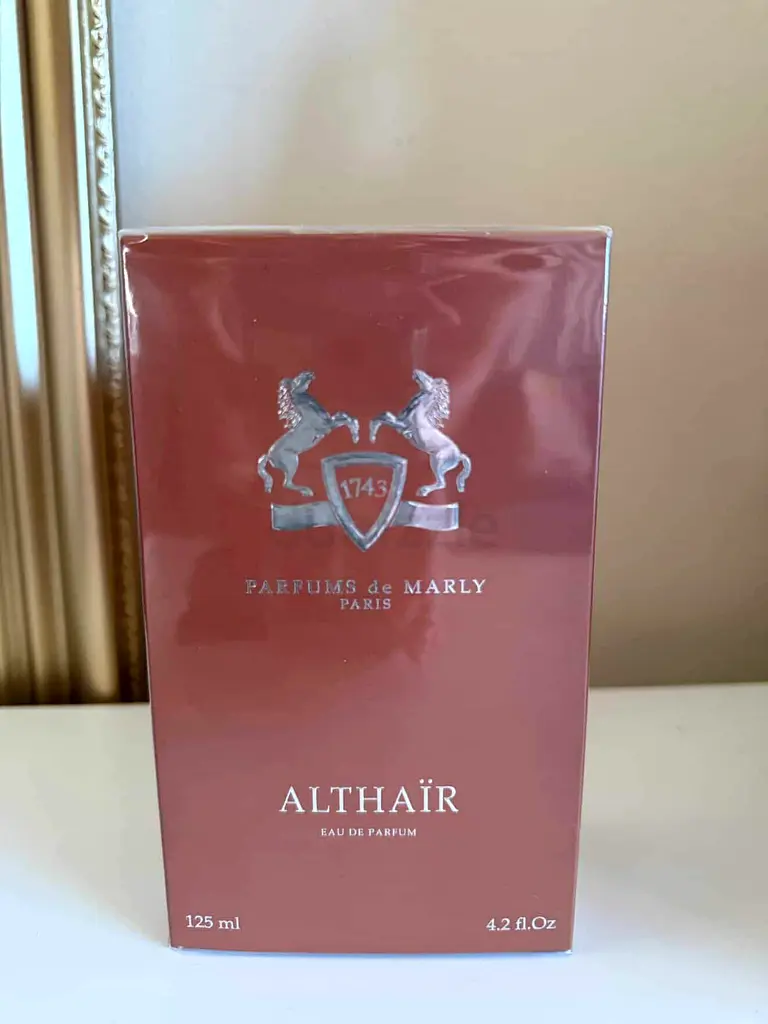 1743
PARFUMS de MARLY
PARIS
ALTHAÏR
EAU DE PARFUM
125 ml
4.2 fl.Oz